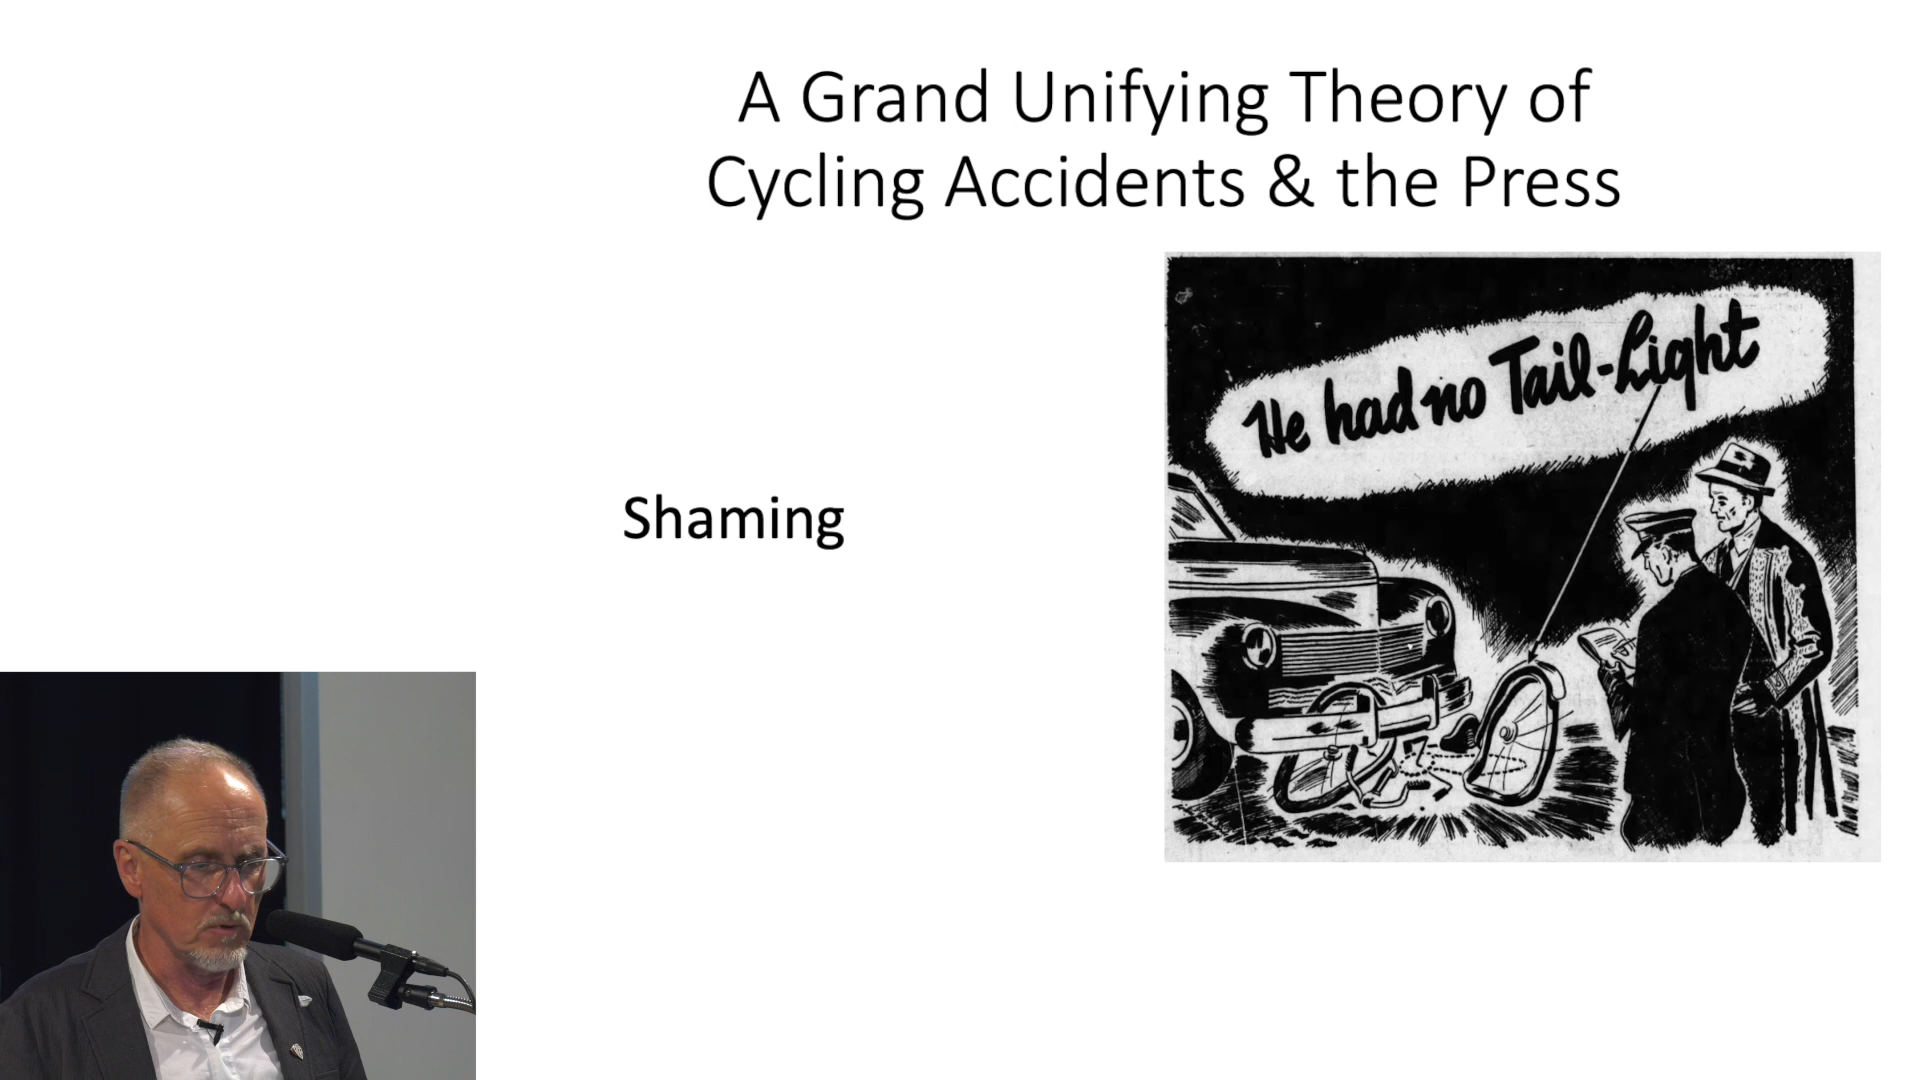 A Grand Unifying Theory of
Cycling Accidents & the Press
He had no Tail-Light
Shaming